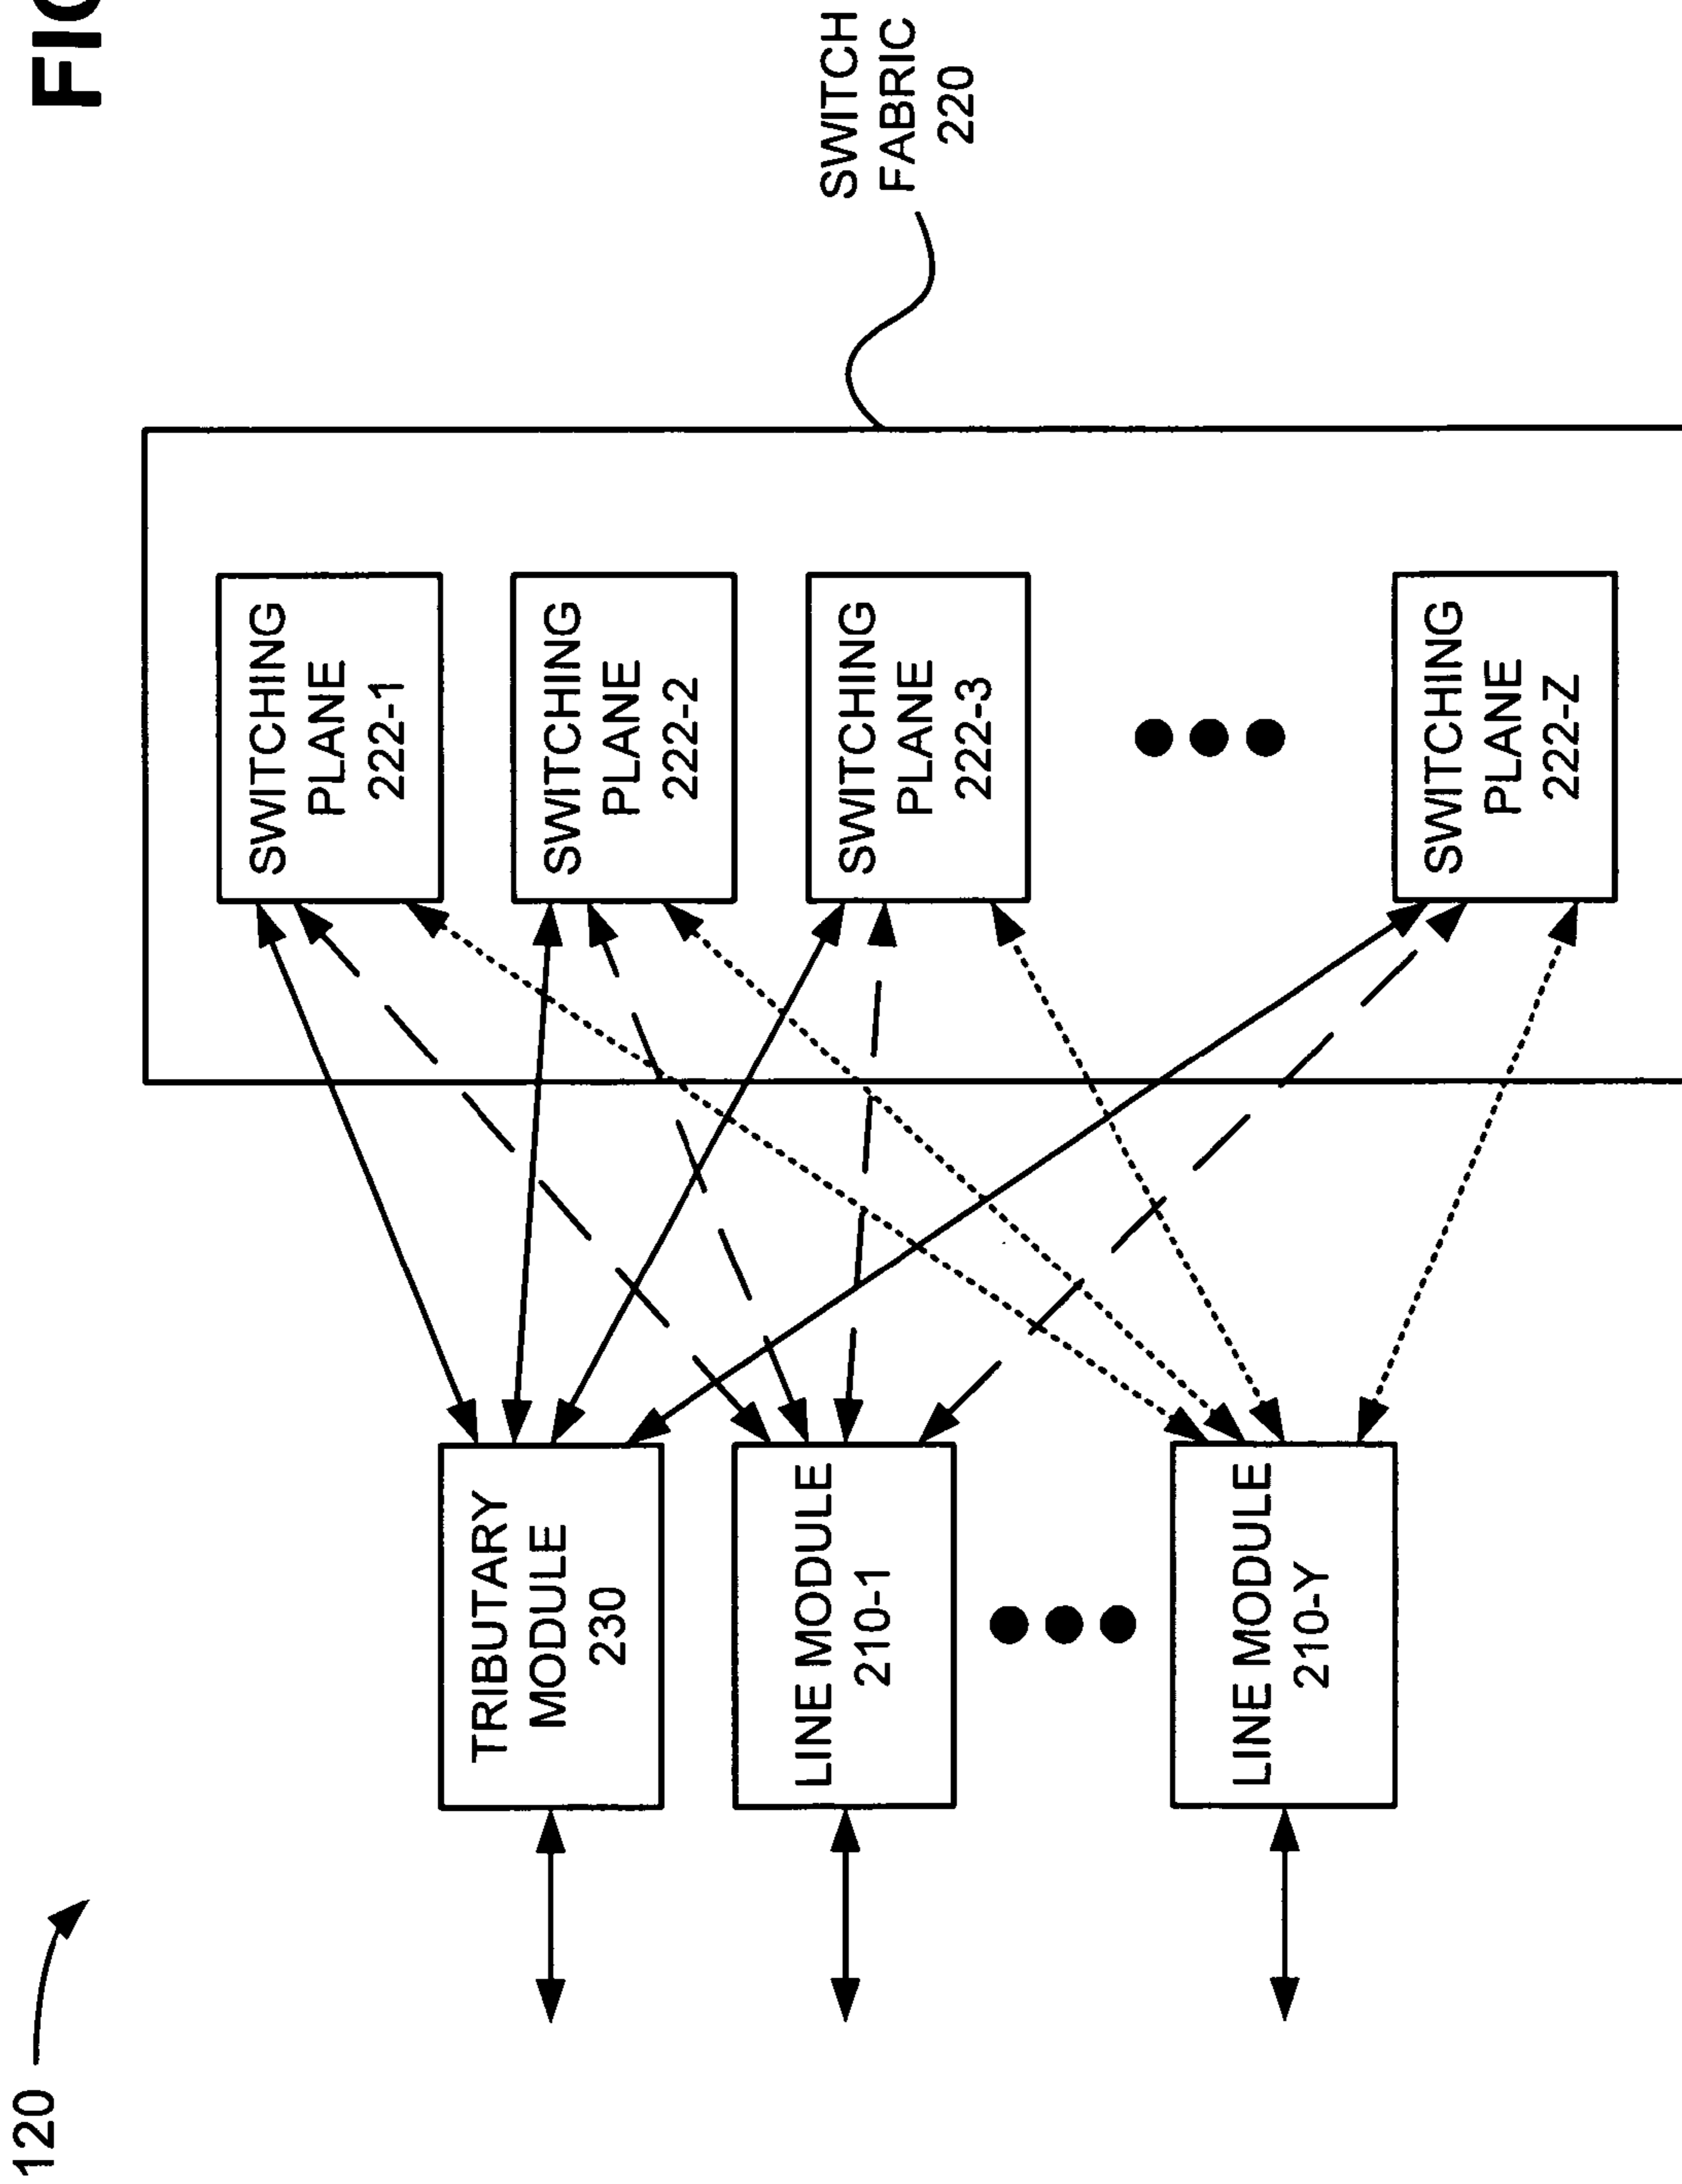 FIG
120
TRIBUTARY
MODULE
230
LINE MODULE
210-1
LINE MODULE
210-Y
SWITCHING
PLANE
222-1
SWITCHING
PLANE
222-2
SWITCHING
PLANE
222-3
SWITCHING
PLANE
222-Z
SWITCH
FABRIC
220